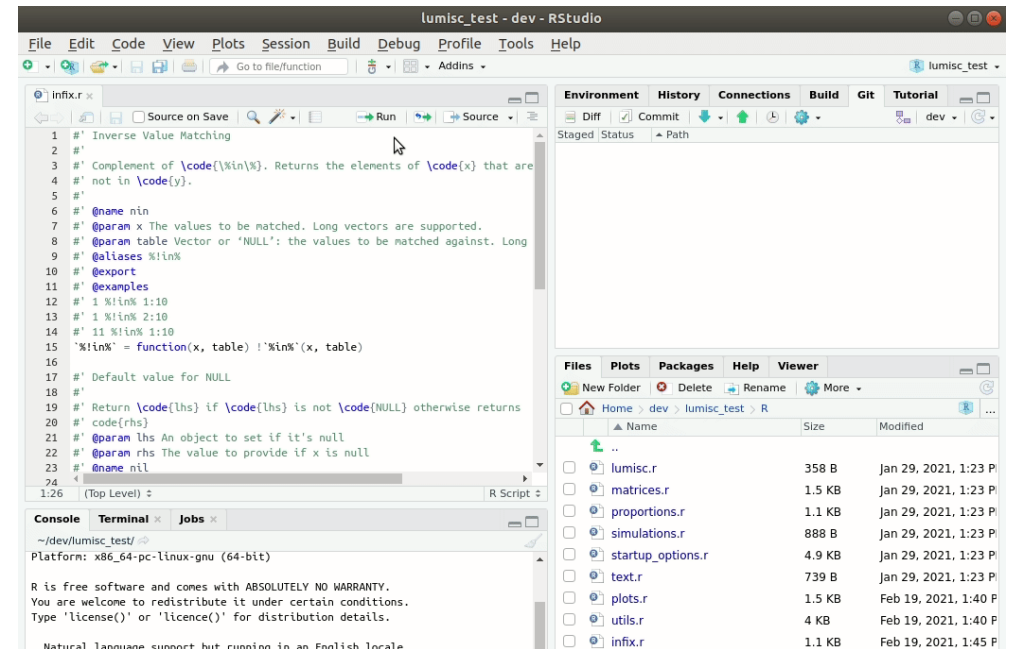 lumisc_test - dev - RStudio
File Edit Code View Plots Session Build Debug Profile Tools Help
Go to file/function Addins lumisc_test
infix.r
Source on Save Run Source
1 #' Inverse Value Matching
2 #'
3 #' Complement of \code{\%in\%}. Returns the elements of \code{x} that are
4 #' not in \code{y}.
5 #'
6 #' @name nin
7 #' @param x The values to be matched. Long vectors are supported.
8 #' @param table Vector or ‘NULL’: the values to be matched against. Long
9 #' @aliases %!in%
10 #' @export
11 #' @examples
12 #' 1 %!in% 1:10
13 #' 1 %!in% 2:10
14 #' 11 %!in% 1:10
15 `%!in%` = function(x, table) !`%in%`(x, table)
16
17 #' Default value for NULL
18 #'
19 #' Return \code{lhs} if \code{lhs} is not \code{NULL} otherwise returns
20 #' code{rhs}
21 #' @param lhs An object to set if it's null
22 #' @param rhs The value to provide if x is null
23 #' @name nil
24
1:26 (Top Level) R Script
Console Terminal Jobs
~/dev/lumisc_test/
Platform: x86_64-pc-linux-gnu (64-bit)
R is free software and comes with ABSOLUTELY NO WARRANTY.
You are welcome to redistribute it under certain conditions.
Type 'license()' or 'licence()' for distribution details.
Natural language support but running in an English locale
Environment History Connections Build Git Tutorial
Diff Commit dev
Staged Status Path
Files Plots Packages Help Viewer
New Folder Delete Rename More
Home dev lumisc_test R ...
Name Size Modified
..
lumisc.r 358 B Jan 29, 2021, 1:23 P
matrices.r 1.5 KB Jan 29, 2021, 1:23 P
proportions.r 1.1 KB Jan 29, 2021, 1:23 P
simulations.r 888 B Jan 29, 2021, 1:23 P
startup_options.r 4.9 KB Jan 29, 2021, 1:23 P
text.r 739 B Jan 29, 2021, 1:23 P
plots.r 1.5 KB Feb 19, 2021, 1:40 P
utils.r 4 KB Feb 19, 2021, 1:40 P
infix.r 1.1 KB Feb 19, 2021, 1:45 P